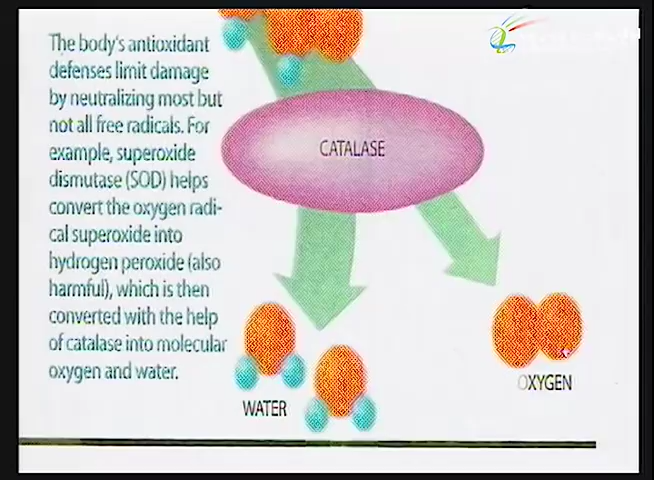 The body's antioxidant
defenses limit damage
by neutralizing most but
not all free radicals. For
example, superoxide
dismutase (SOD) helps
convert the oxygen radi-
cal superoxide into
hydrogen peroxide (also
harmful), which is then
converted with the help
of catalase into molecular
oxygen and water.
CATALASE
WATER
OXYGEN